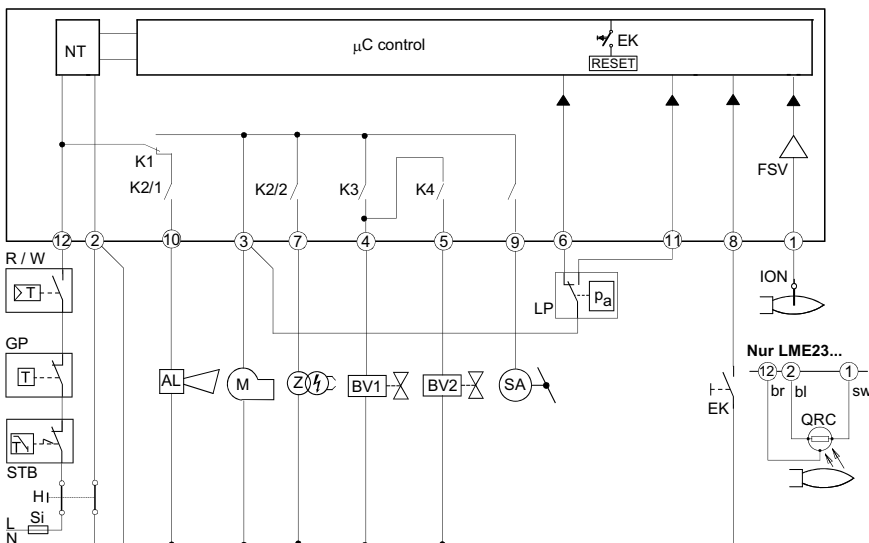 NT
µC control
EK
RESET
FSV
K1
K2/1
K2/2
K3
K4
12
2
10
3
7
4
5
9
6
11
8
1
R / W
T
LP
pa
ION
GP
T
Nur LME23...
12
2
1
br
bl
sw
AL
M
Z
BV1
BV2
SA
EK
QRC
T
STB
H
L
Si
N